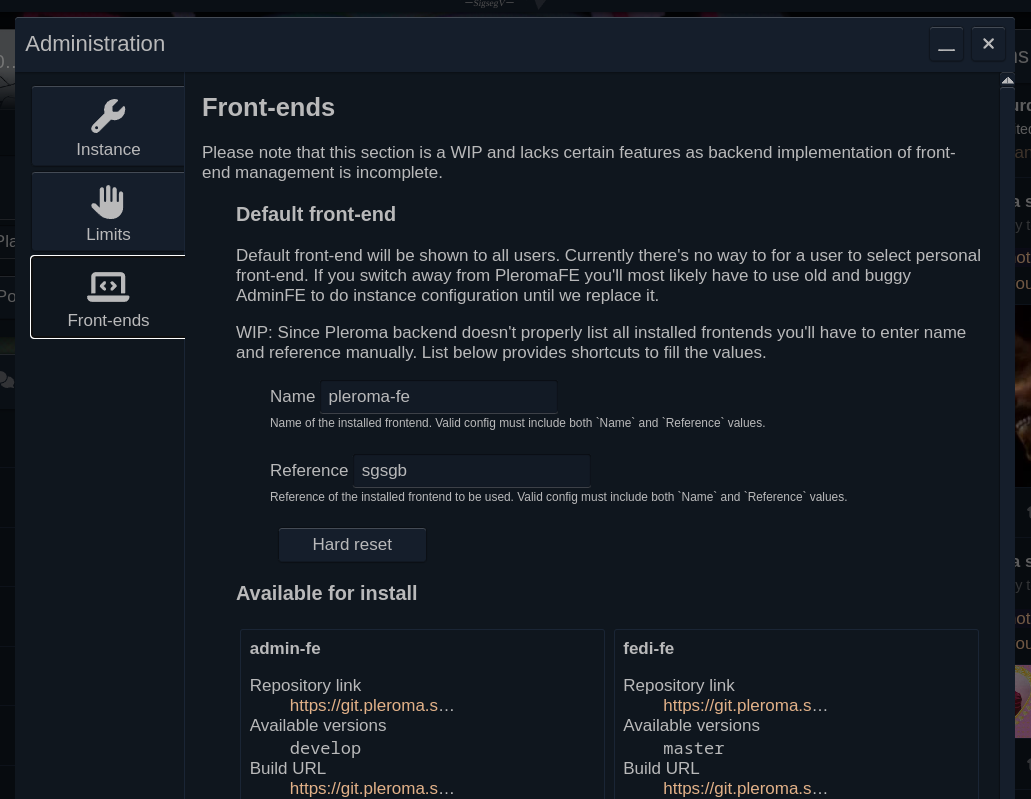 —SigsegV—
Administration
Instance
Limits
Front-ends
Front-ends
Please note that this section is a WIP and lacks certain features as backend implementation of front-
end management is incomplete.
Default front-end
Default front-end will be shown to all users. Currently there's no way to for a user to select personal
front-end. If you switch away from PleromaFE you'll most likely have to use old and buggy
AdminFE to do instance configuration until we replace it.
WIP: Since Pleroma backend doesn't properly list all installed frontends you'll have to enter name
and reference manually. List below provides shortcuts to fill the values.
Name pleroma-fe
Name of the installed frontend. Valid config must include both `Name` and `Reference` values.
Reference sgsgb
Reference of the installed frontend to be used. Valid config must include both `Name` and `Reference` values.
Hard reset
Available for install
admin-fe
Repository link
https://git.pleroma.s…
Available versions
develop
Build URL
https://git.pleroma.s…
fedi-fe
Repository link
https://git.pleroma.s…
Available versions
master
Build URL
https://git.pleroma.s…